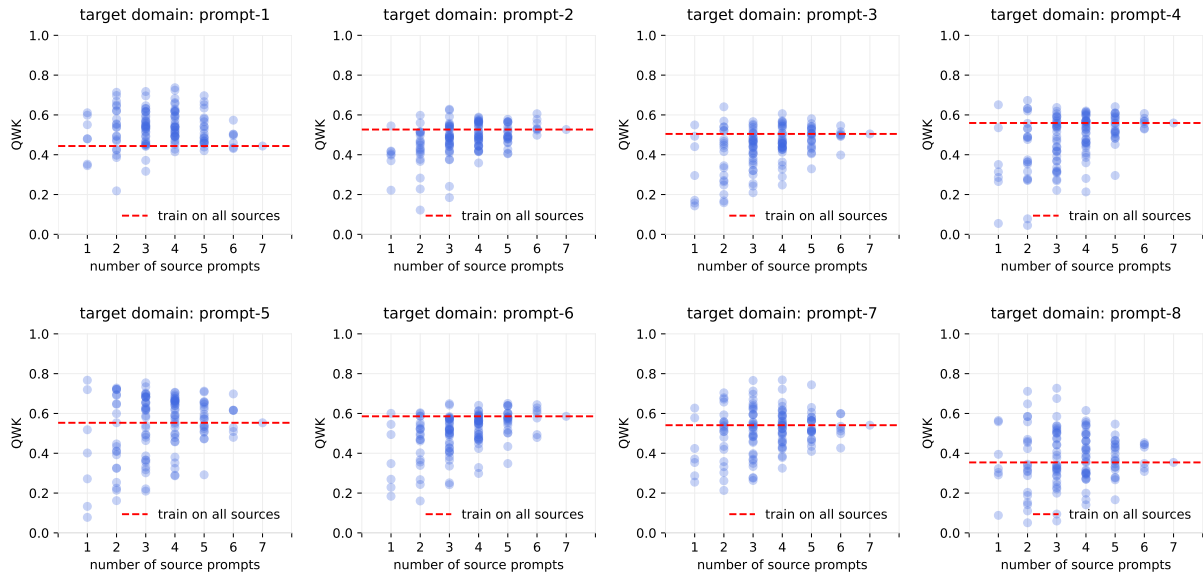 target domain: prompt-1
target domain: prompt-2
target domain: prompt-3
target domain: prompt-4
1.0
0.8
0.6
0.4
0.2
0.0
QWK
train on all sources
1 2 3 4 5 6 7
number of source prompts
1.0
0.8
0.6
0.4
0.2
0.0
QWK
train on all sources
1 2 3 4 5 6 7
number of source prompts
1.0
0.8
0.6
0.4
0.2
0.0
QWK
train on all sources
1 2 3 4 5 6 7
number of source prompts
1.0
0.8
0.6
0.4
0.2
0.0
QWK
train on all sources
1 2 3 4 5 6 7
number of source prompts
target domain: prompt-5
target domain: prompt-6
target domain: prompt-7
target domain: prompt-8
1.0
0.8
0.6
0.4
0.2
0.0
QWK
train on all sources
1 2 3 4 5 6 7
number of source prompts
1.0
0.8
0.6
0.4
0.2
0.0
QWK
train on all sources
1 2 3 4 5 6 7
number of source prompts
1.0
0.8
0.6
0.4
0.2
0.0
QWK
train on all sources
1 2 3 4 5 6 7
number of source prompts
1.0
0.8
0.6
0.4
0.2
0.0
QWK
train on all sources
1 2 3 4 5 6 7
number of source prompts